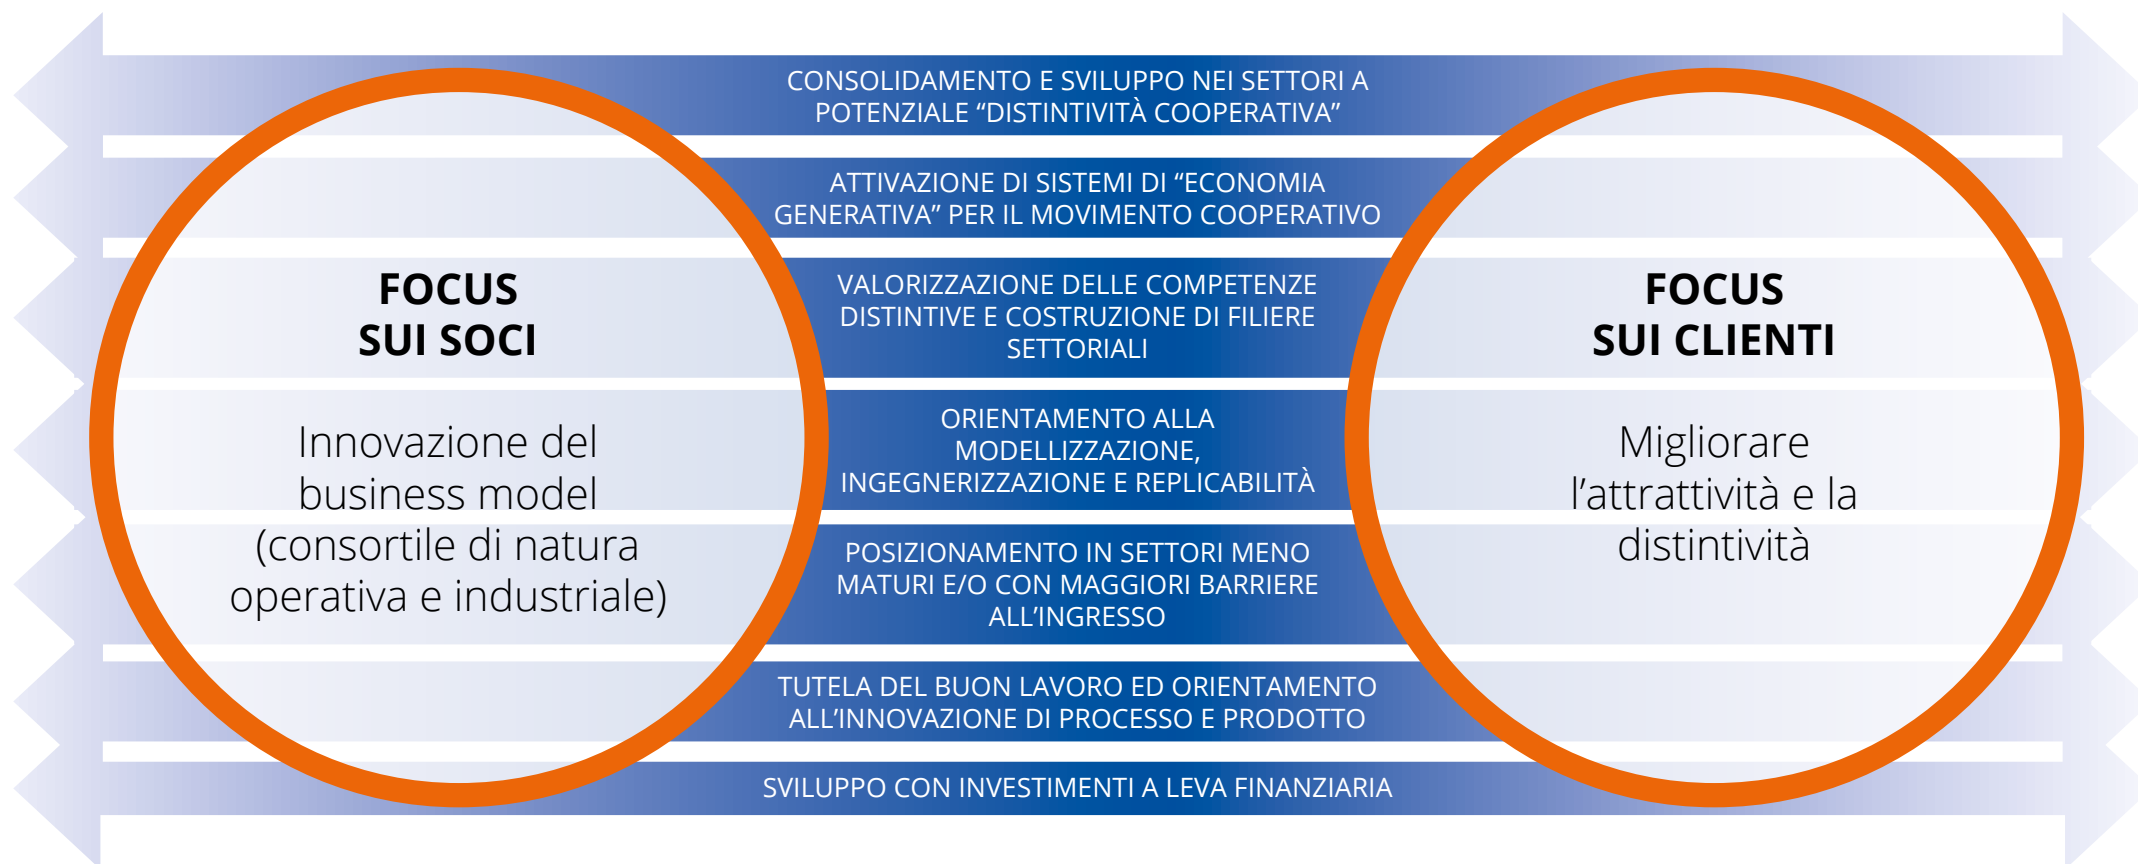 CONSOLIDAMENTO E SVILUPPO NEI SETTORI A
POTENZIALE “DISTINTIVITÀ COOPERATIVA”
ATTIVAZIONE DI SISTEMI DI “ECONOMIA
GENERATIVA” PER IL MOVIMENTO COOPERATIVO
FOCUS
SUI SOCI
Innovazione del
business model
(consortile di natura
operativa e industriale)
VALORIZZAZIONE DELLE COMPETENZE
DISTINTIVE E COSTRUZIONE DI FILIERE
SETTORIALI
ORIENTAMENTO ALLA
MODELLIZZAZIONE,
INGEGNERIZZAZIONE E REPLICABILITÀ
POSIZIONAMENTO IN SETTORI MENO
MATURI E/O CON MAGGIORI BARRIERE
ALL’INGRESSO
TUTELA DEL BUON LAVORO ED ORIENTAMENTO
ALL’INNOVAZIONE DI PROCESSO E PRODOTTO
SVILUPPO CON INVESTIMENTI A LEVA FINANZIARIA
FOCUS
SUI CLIENTI
Migliorare
l’attrattività e la
distintività